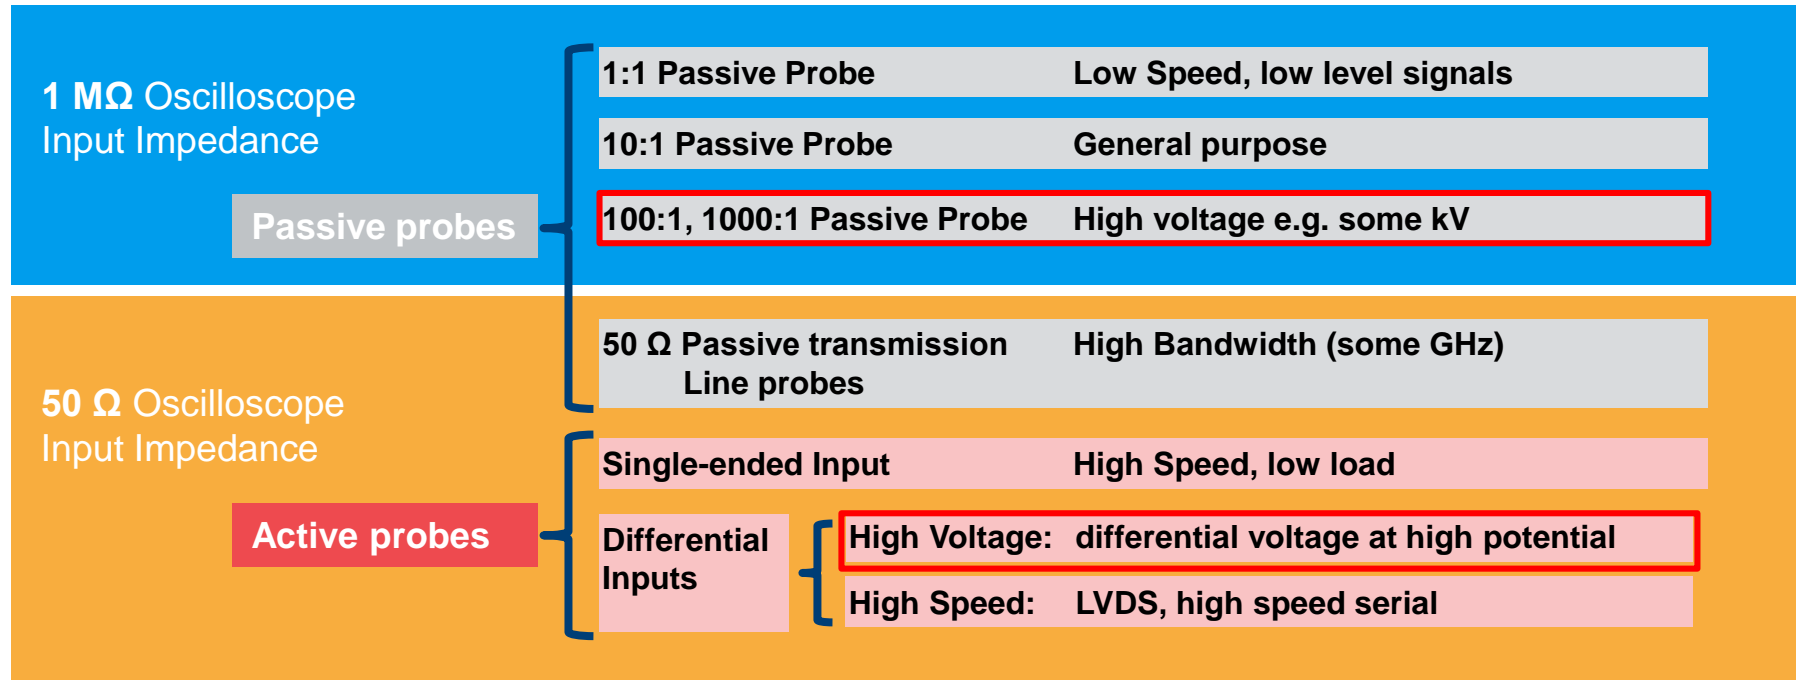 1 MΩ Oscilloscope
Input Impedance
Passive probes
1:1 Passive Probe Low Speed, low level signals
10:1 Passive Probe General purpose
100:1, 1000:1 Passive Probe High voltage e.g. some kV
50 Ω Passive transmission High Bandwidth (some GHz)
Line probes
50 Ω Oscilloscope
Input Impedance
Active probes
Single-ended Input High Speed, low load
Differential
Inputs
High Voltage: differential voltage at high potential
High Speed: LVDS, high speed serial